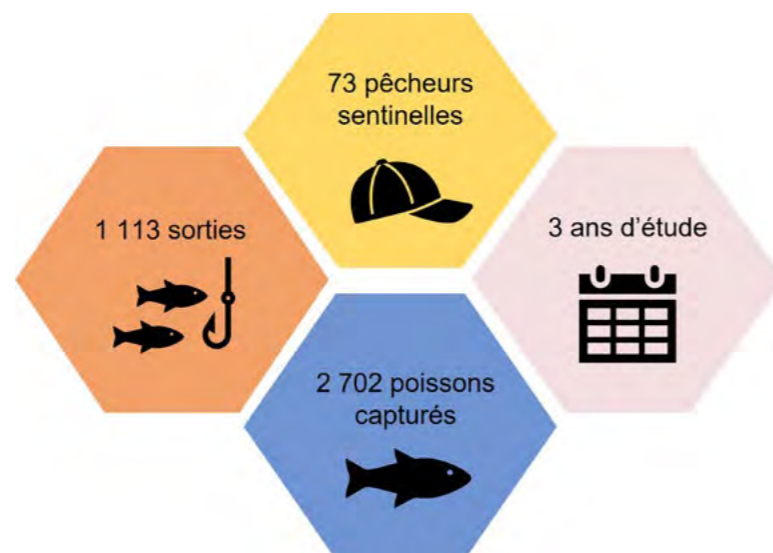 73 pêcheurs
sentinelles
1 113 sorties
3 ans d’étude
2 702 poissons
capturés